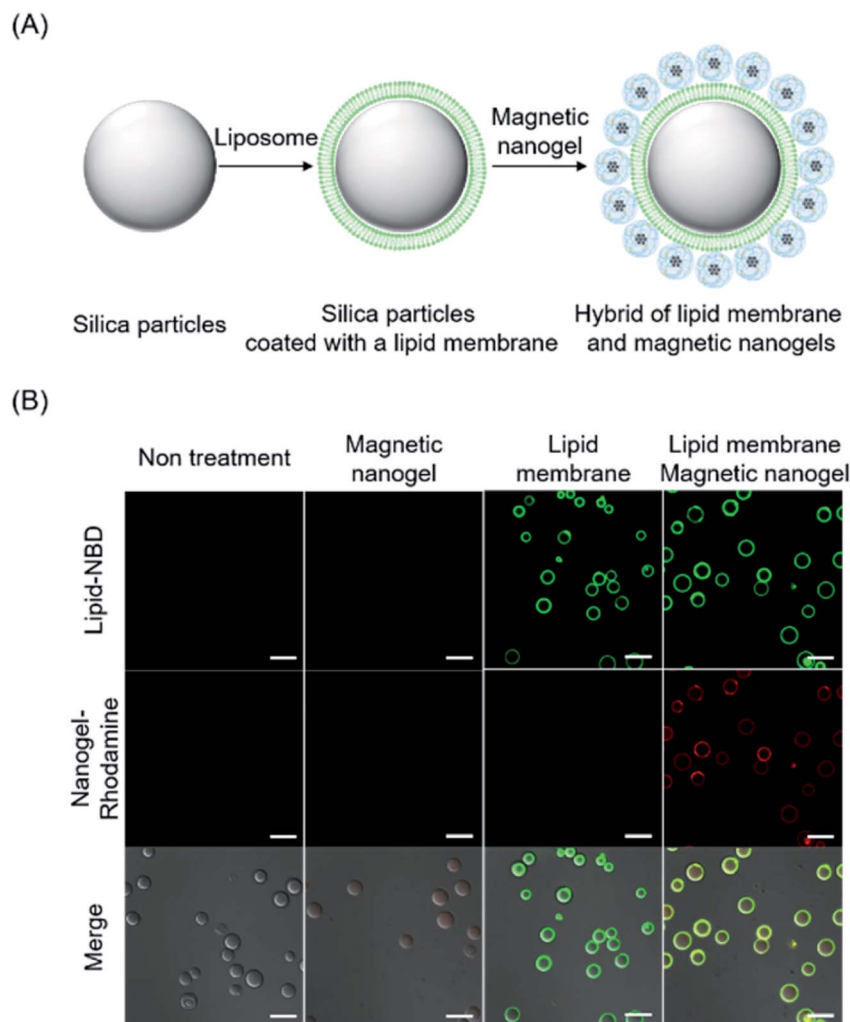 (A)
Liposome
Magnetic
nanogel
Silica particles
Silica particles
coated with a lipid membrane
Hybrid of lipid membrane
and magnetic nanogels
(B)
Non treatment
Magnetic
nanogel
Lipid
membrane
Lipid membrane
Magnetic nanogel
Lipid-NBD
Nanogel-
Rhodamine
Merge